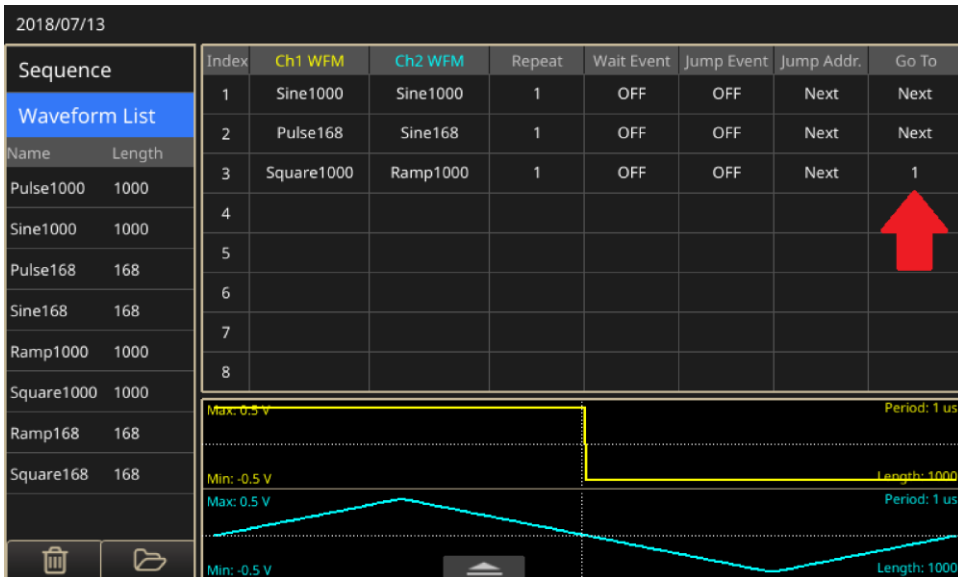 2018/07/13
Sequence
Waveform List
Name Length
Pulse1000 1000
Sine1000 1000
Pulse168 168
Sine168 168
Ramp1000 1000
Square1000 1000
Ramp168 168
Square168 168
Index Ch1 WFM Ch2 WFM Repeat Wait Event Jump Event Jump Addr. Go To
1 Sine1000 Sine1000 1 OFF OFF Next Next
2 Pulse168 Sine168 1 OFF OFF Next Next
3 Square1000 Ramp1000 1 OFF OFF Next 1
4
5
6
7
8
Max: 0.5 V Period: 1 us
Min: -0.5 V Length: 1000
Max: 0.5 V Period: 1 us
Min: -0.5 V Length: 1000